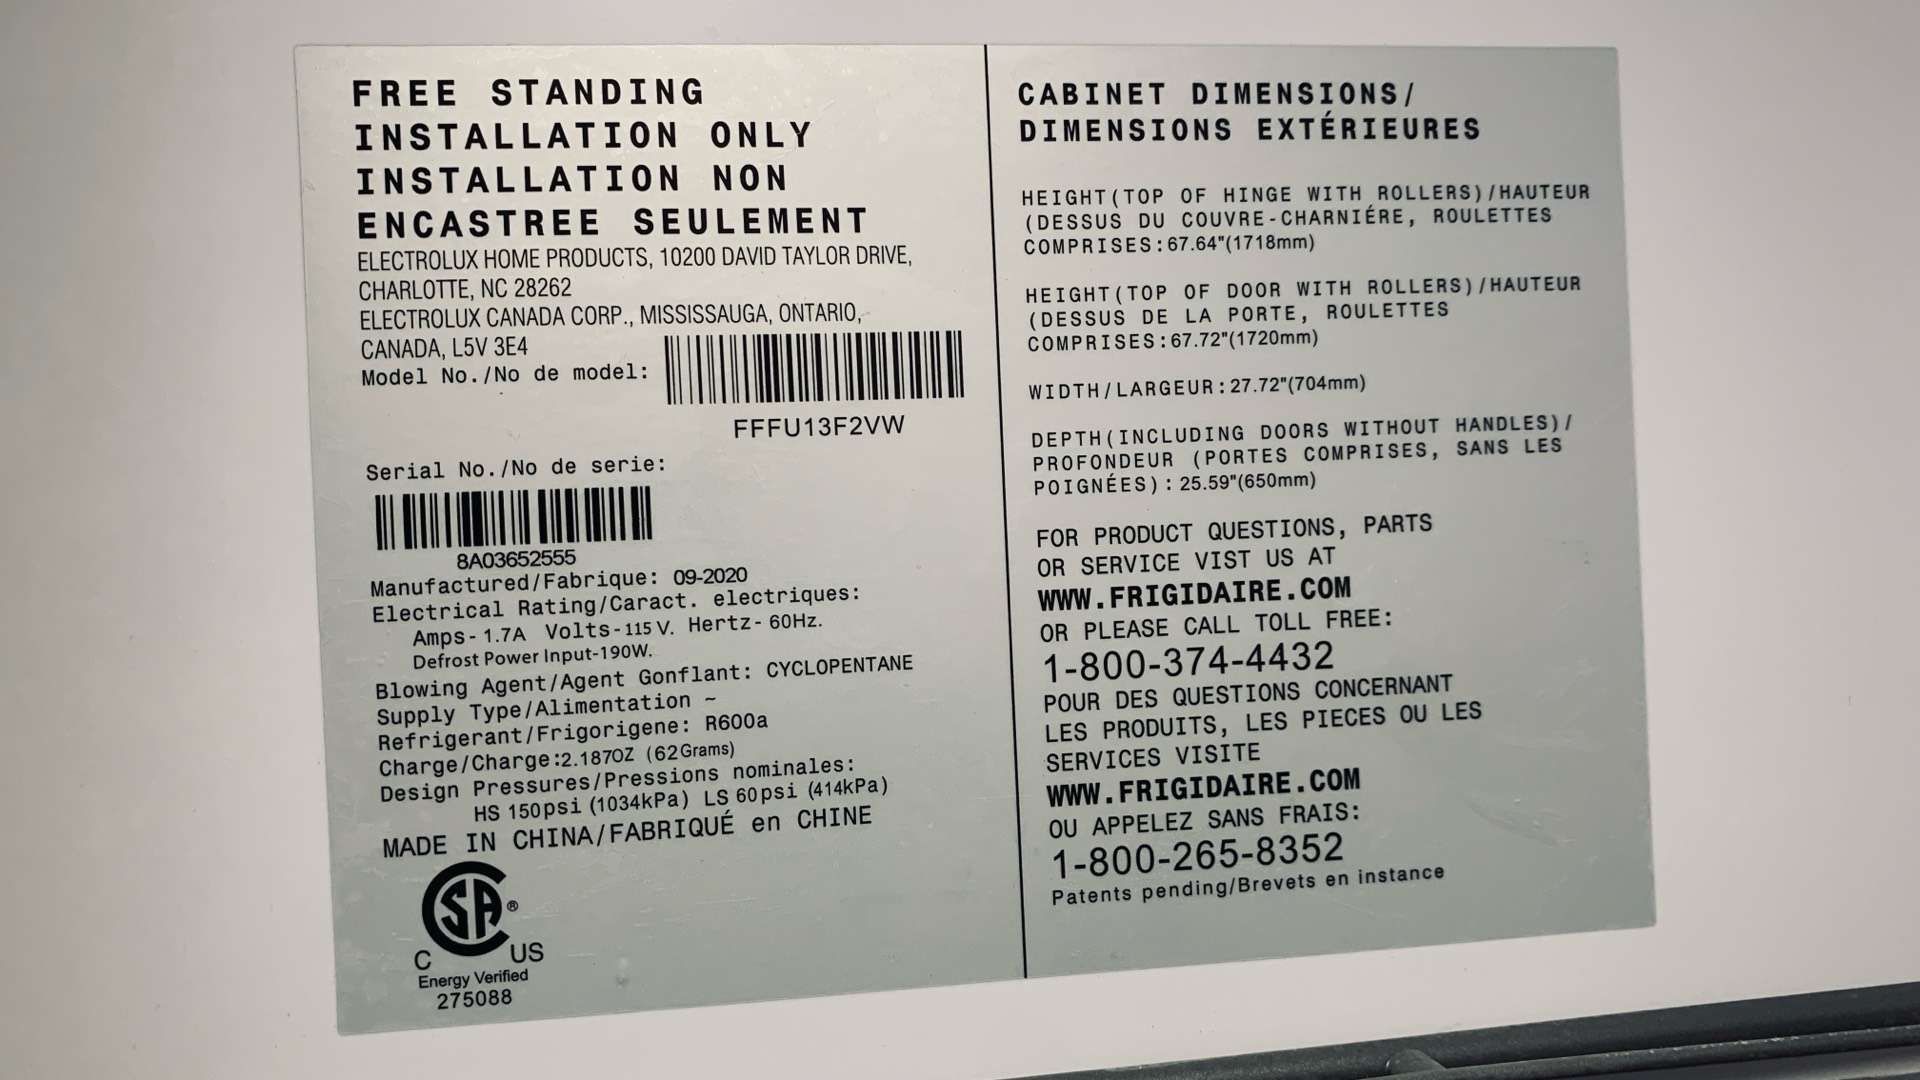 FREE STANDING
INSTALLATION ONLY
INSTALLATION NON
ENCASTREE SEULEMENT
ELECTROLUX HOME PRODUCTS, 10200 DAVID TAYLOR DRIVE,
CHARLOTTE, NC 28262
ELECTROLUX CANADA CORP., MISSISSAUGA, ONTARIO,
CANADA, L5V 3E4
Model No./No de model:
FFFU13F2VW
Serial No./No de serie:
8A03652555
Manufactured/Fabrique: 09-2020
Electrical Rating/Caract. electriques:
Amps- 1.7A Volts-115 V. Hertz- 60Hz.
Defrost Power Input-190W.
Blowing Agent/Agent Gonflant: CYCLOPENTANE
Supply Type/Alimentation ~
Refrigerant/Frigorigene: R600a
Charge/Charge:2.187OZ (62Grams)
Design Pressures/Pressions nominales:
HS 150psi (1034kPa) LS 60psi (414kPa)
MADE IN CHINA/FABRIQUÉ en CHINE
CSA ®
C US
Energy Verified
275088
CABINET DIMENSIONS/
DIMENSIONS EXTÉRIEURES
HEIGHT(TOP OF HINGE WITH ROLLERS)/HAUTEUR
(DESSUS DU COUVRE-CHARNIÉRE, ROULETTES
COMPRISES:67.64"(1718mm)
HEIGHT(TOP OF DOOR WITH ROLLERS)/HAUTEUR
(DESSUS DE LA PORTE, ROULETTES
COMPRISES:67.72"(1720mm)
WIDTH/LARGEUR:27.72"(704mm)
DEPTH(INCLUDING DOORS WITHOUT HANDLES)/
PROFONDEUR (PORTES COMPRISES, SANS LES
POIGNÉES):25.59"(650mm)
FOR PRODUCT QUESTIONS, PARTS
OR SERVICE VIST US AT
WWW.FRIGIDAIRE.COM
OR PLEASE CALL TOLL FREE:
1-800-374-4432
POUR DES QUESTIONS CONCERNANT
LES PRODUITS, LES PIECES OU LES
SERVICES VISITE
WWW.FRIGIDAIRE.COM
OU APPELEZ SANS FRAIS:
1-800-265-8352
Patents pending/Brevets en instance